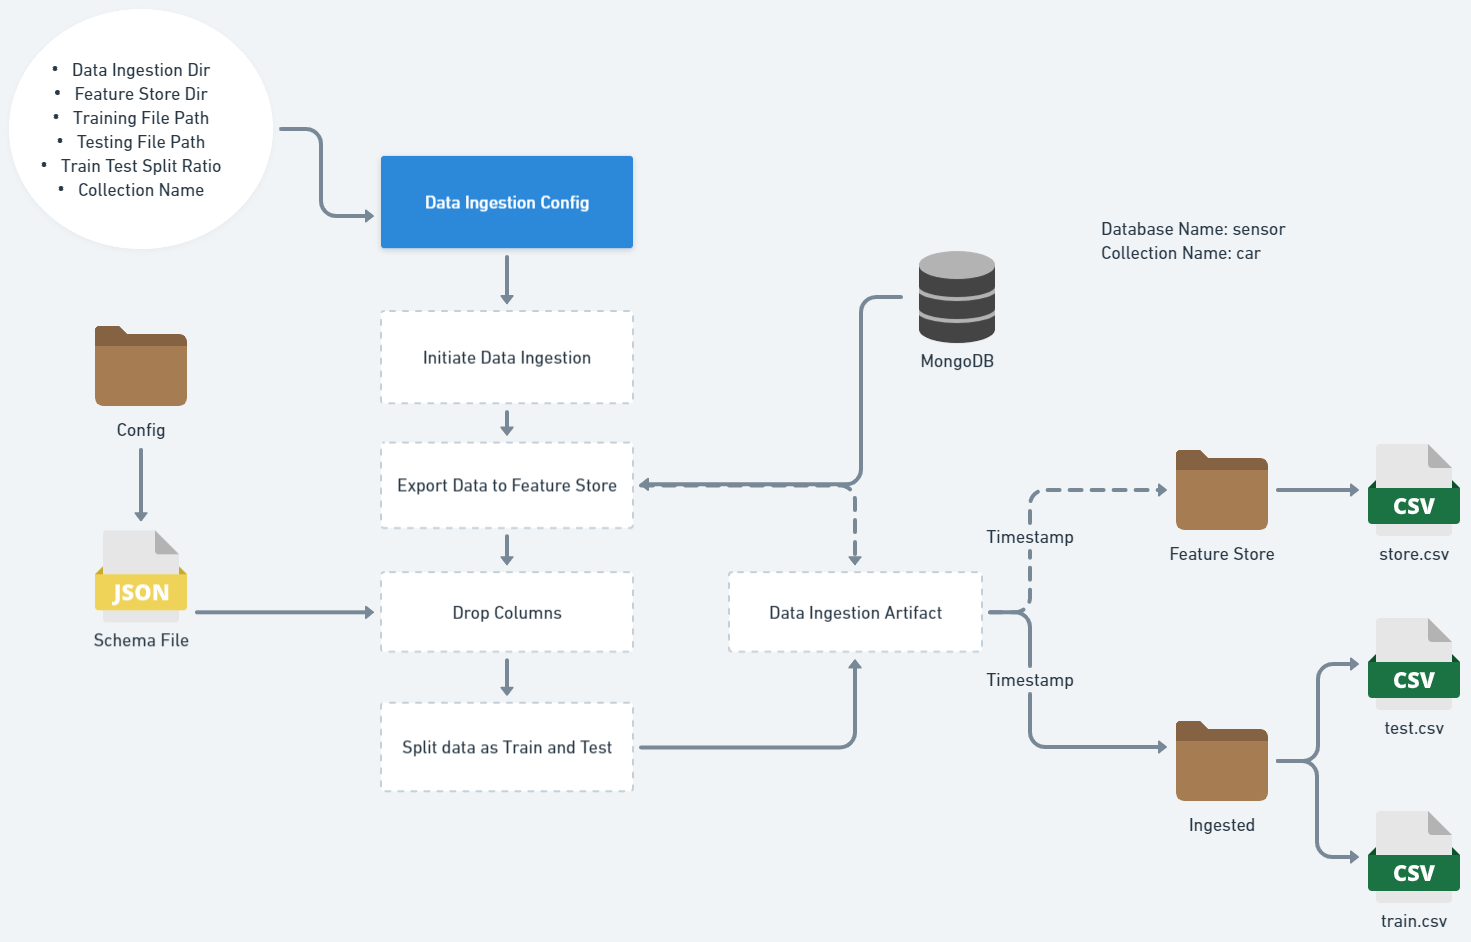 • Data Ingestion Dir
• Feature Store Dir
• Training File Path
• Testing File Path
• Train Test Split Ratio
• Collection Name
Data Ingestion Config
Database Name: sensor
Collection Name: car
Initiate Data Ingestion
MongoDB
Config
Export Data to Feature Store
CSV
Timestamp
Feature Store
store.csv
JSON
Schema File
Drop Columns
Data Ingestion Artifact
Timestamp
CSV
test.csv
Split data as Train and Test
Ingested
CSV
train.csv